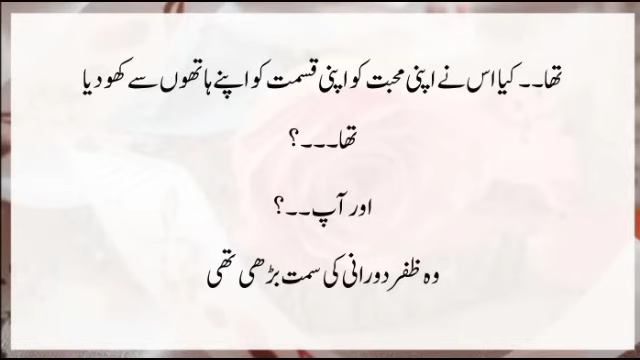 تھا۔۔ کیا اس نے اپنی محبت کو اپنی قسمت کو اپنے ہاتھوں سے کھو دیا
تھا۔۔۔؟
اور آپ۔۔؟
وہ ظفر دورانی کی سمت بڑھی تھی